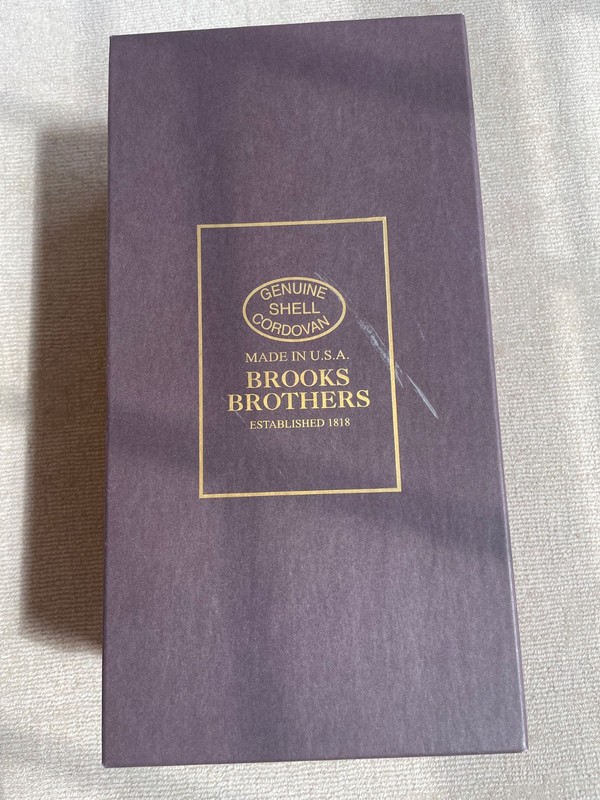 GENUINE
SHELL
CORDOVAN
MADE IN U.S.A.
BROOKS
BROTHERS
ESTABLISHED 1818